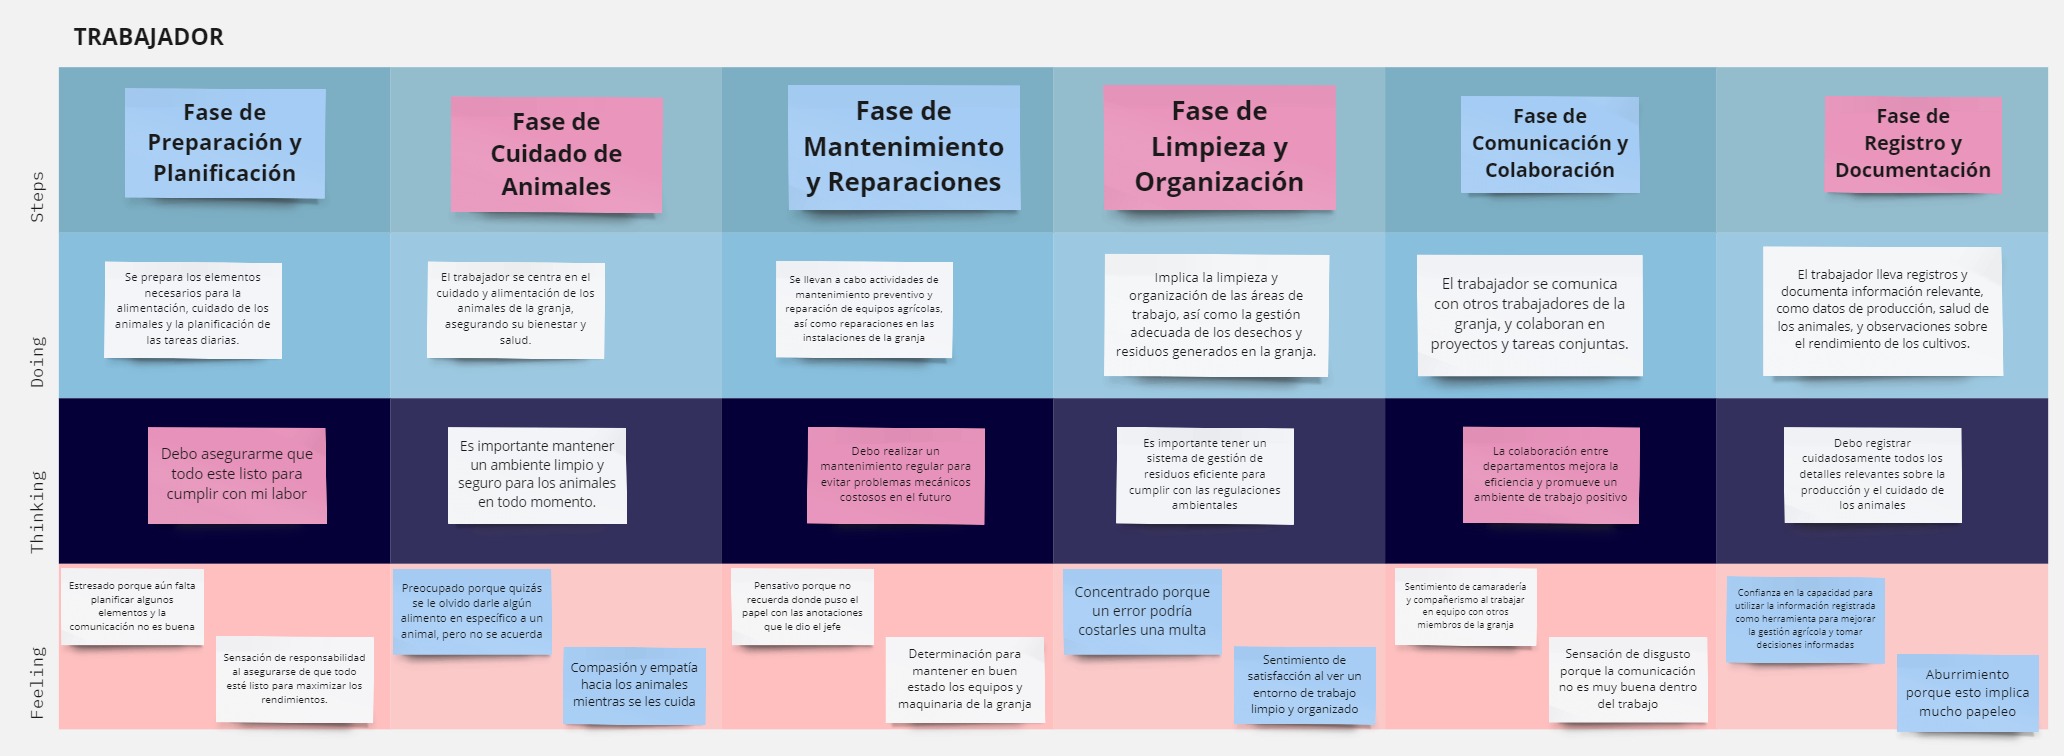 TRABAJADOR
Steps
Fase de
Preparación y
Planificación
Fase de
Cuidado de
Animales
Fase de
Mantenimiento
y Reparaciones
Fase de
Limpieza y
Organización
Fase de
Comunicación y
Colaboración
Fase de
Registro y
Documentación
Doing
Se prepara los elementos
necesarios para la
alimentación, cuidado de los
animales y la planificación de
las tareas diarias.
El trabajador se centra en el
cuidado y alimentación de los
animales de la granja,
asegurando su bienestar y
salud.
Se llevan a cabo actividades de
mantenimiento preventivo y
reparación de equipos agrícolas,
así como reparaciones en las
instalaciones de la granja
Implica la limpieza y
organización de las áreas de
trabajo, así como la gestión
adecuada de los desechos y
residuos generados en la granja.
El trabajador se comunica
con otros trabajadores de la
granja, y colaboran en
proyectos y tareas conjuntas.
El trabajador lleva registros y
documenta información relevante,
como datos de producción, salud de
los animales, y observaciones sobre
el rendimiento de los cultivos.
Thinking
Debo asegurarme que
todo este listo para
cumplir con mi labor
Es importante mantener
un ambiente limpio y
seguro para los animales
en todo momento.
Debo realizar un
mantenimiento regular para
evitar problemas mecánicos
costosos en el futuro
Es importante tener un
sistema de gestión de
residuos eficiente para
cumplir con las regulaciones
ambientales
La colaboración entre
departamentos mejora la
eficiencia y promueve un
ambiente de trabajo positivo
Debo registrar
cuidadosamente todos los
detalles relevantes sobre la
producción y el cuidado de
los animales
Feeling
Estresado porque aún falta
planificar algunos
elementos y la
comunicación no es buena
Sensación de responsabilidad
al asegurarse de que todo
esté listo para maximizar los
rendimientos.
Preocupado porque quizás
se le olvido darle algún
alimento en específico a un
animal, pero no se acuerda
Compasión y empatía
hacia los animales
mientras se les cuida
Pensativo porque no
recuerda donde puso el
papel con las anotaciones
que le dio el jefe
Determinación para
mantener en buen
estado los equipos y
maquinaria de la granja
Concentrado porque
un error podría
costarles una multa
Sentimiento de
satisfacción al ver un
entorno de trabajo
limpio y organizado
Sentimiento de camaradería
y compañerismo al trabajar
en equipo con otros
miembros de la granja
Sensación de disgusto
porque la comunicación
no es muy buena dentro
del trabajo
Confianza en la capacidad para
utilizar la información registrada
como herramienta para mejorar
la gestión agrícola y tomar
decisiones informadas
Aburrimiento
porque esto implica
mucho papeleo